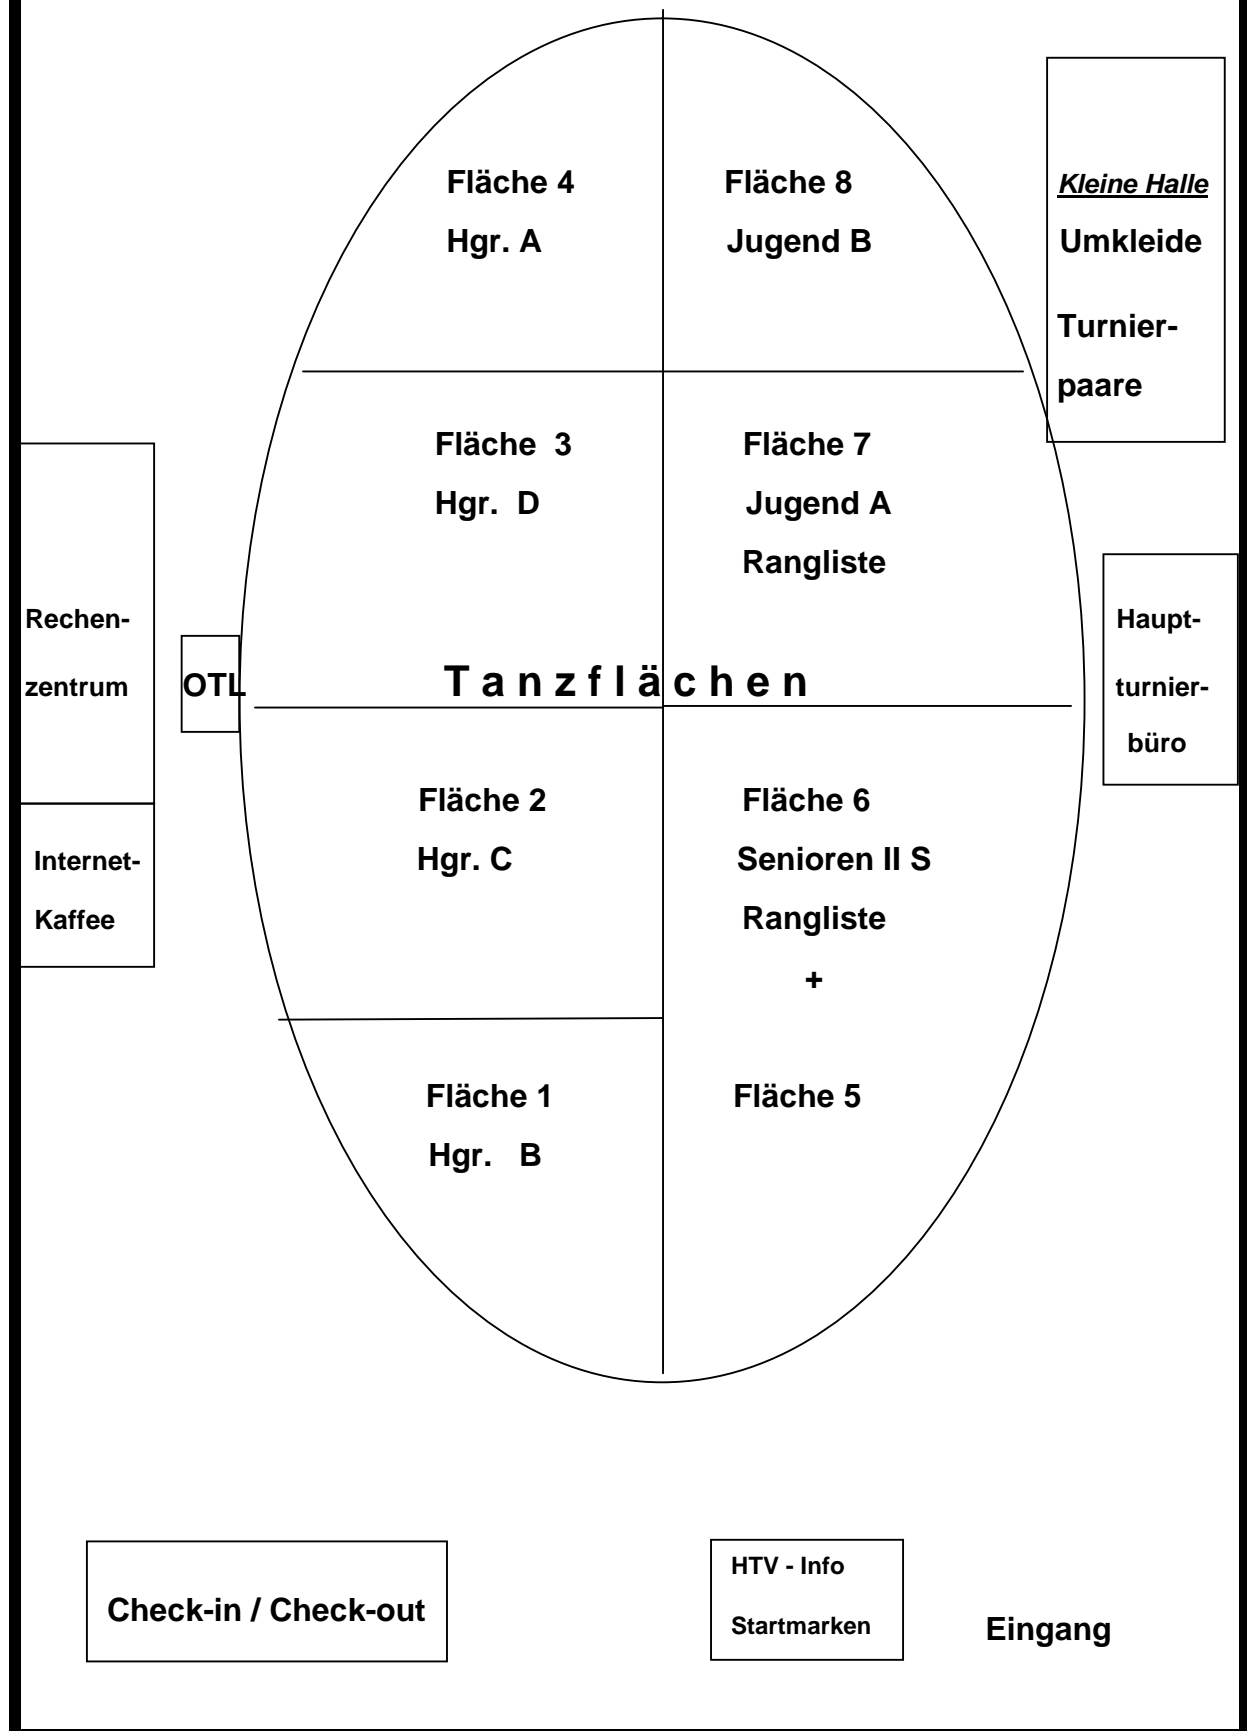 Fläche 4
Hgr. A
Fläche 8
Jugend B
Kleine Halle
Umkleide
Turnier-
paare
Fläche 3
Hgr. D
Fläche 7
Jugend A
Rangliste
Rechen-
zentrum
OTL
Tanzflächen
Haupt-
turnier-
büro
Internet-
Kaffee
Fläche 2
Hgr. C
Fläche 6
Senioren II S
Rangliste
+
Fläche 1
Hgr. B
Fläche 5
Check-in / Check-out
HTV - Info
Startmarken
Eingang